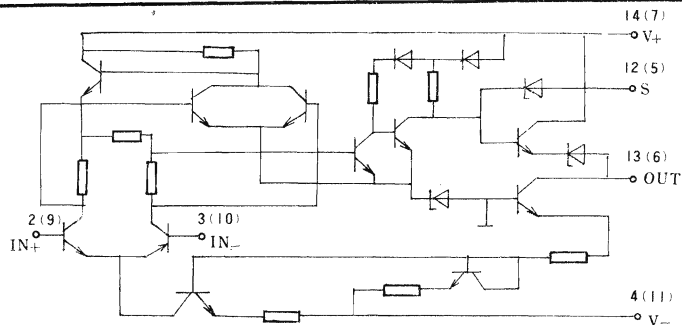 14(7)
V+
12(5)
S
13(6)
OUT
2(9)
IN+
3(10)
IN−
4(11)
V−